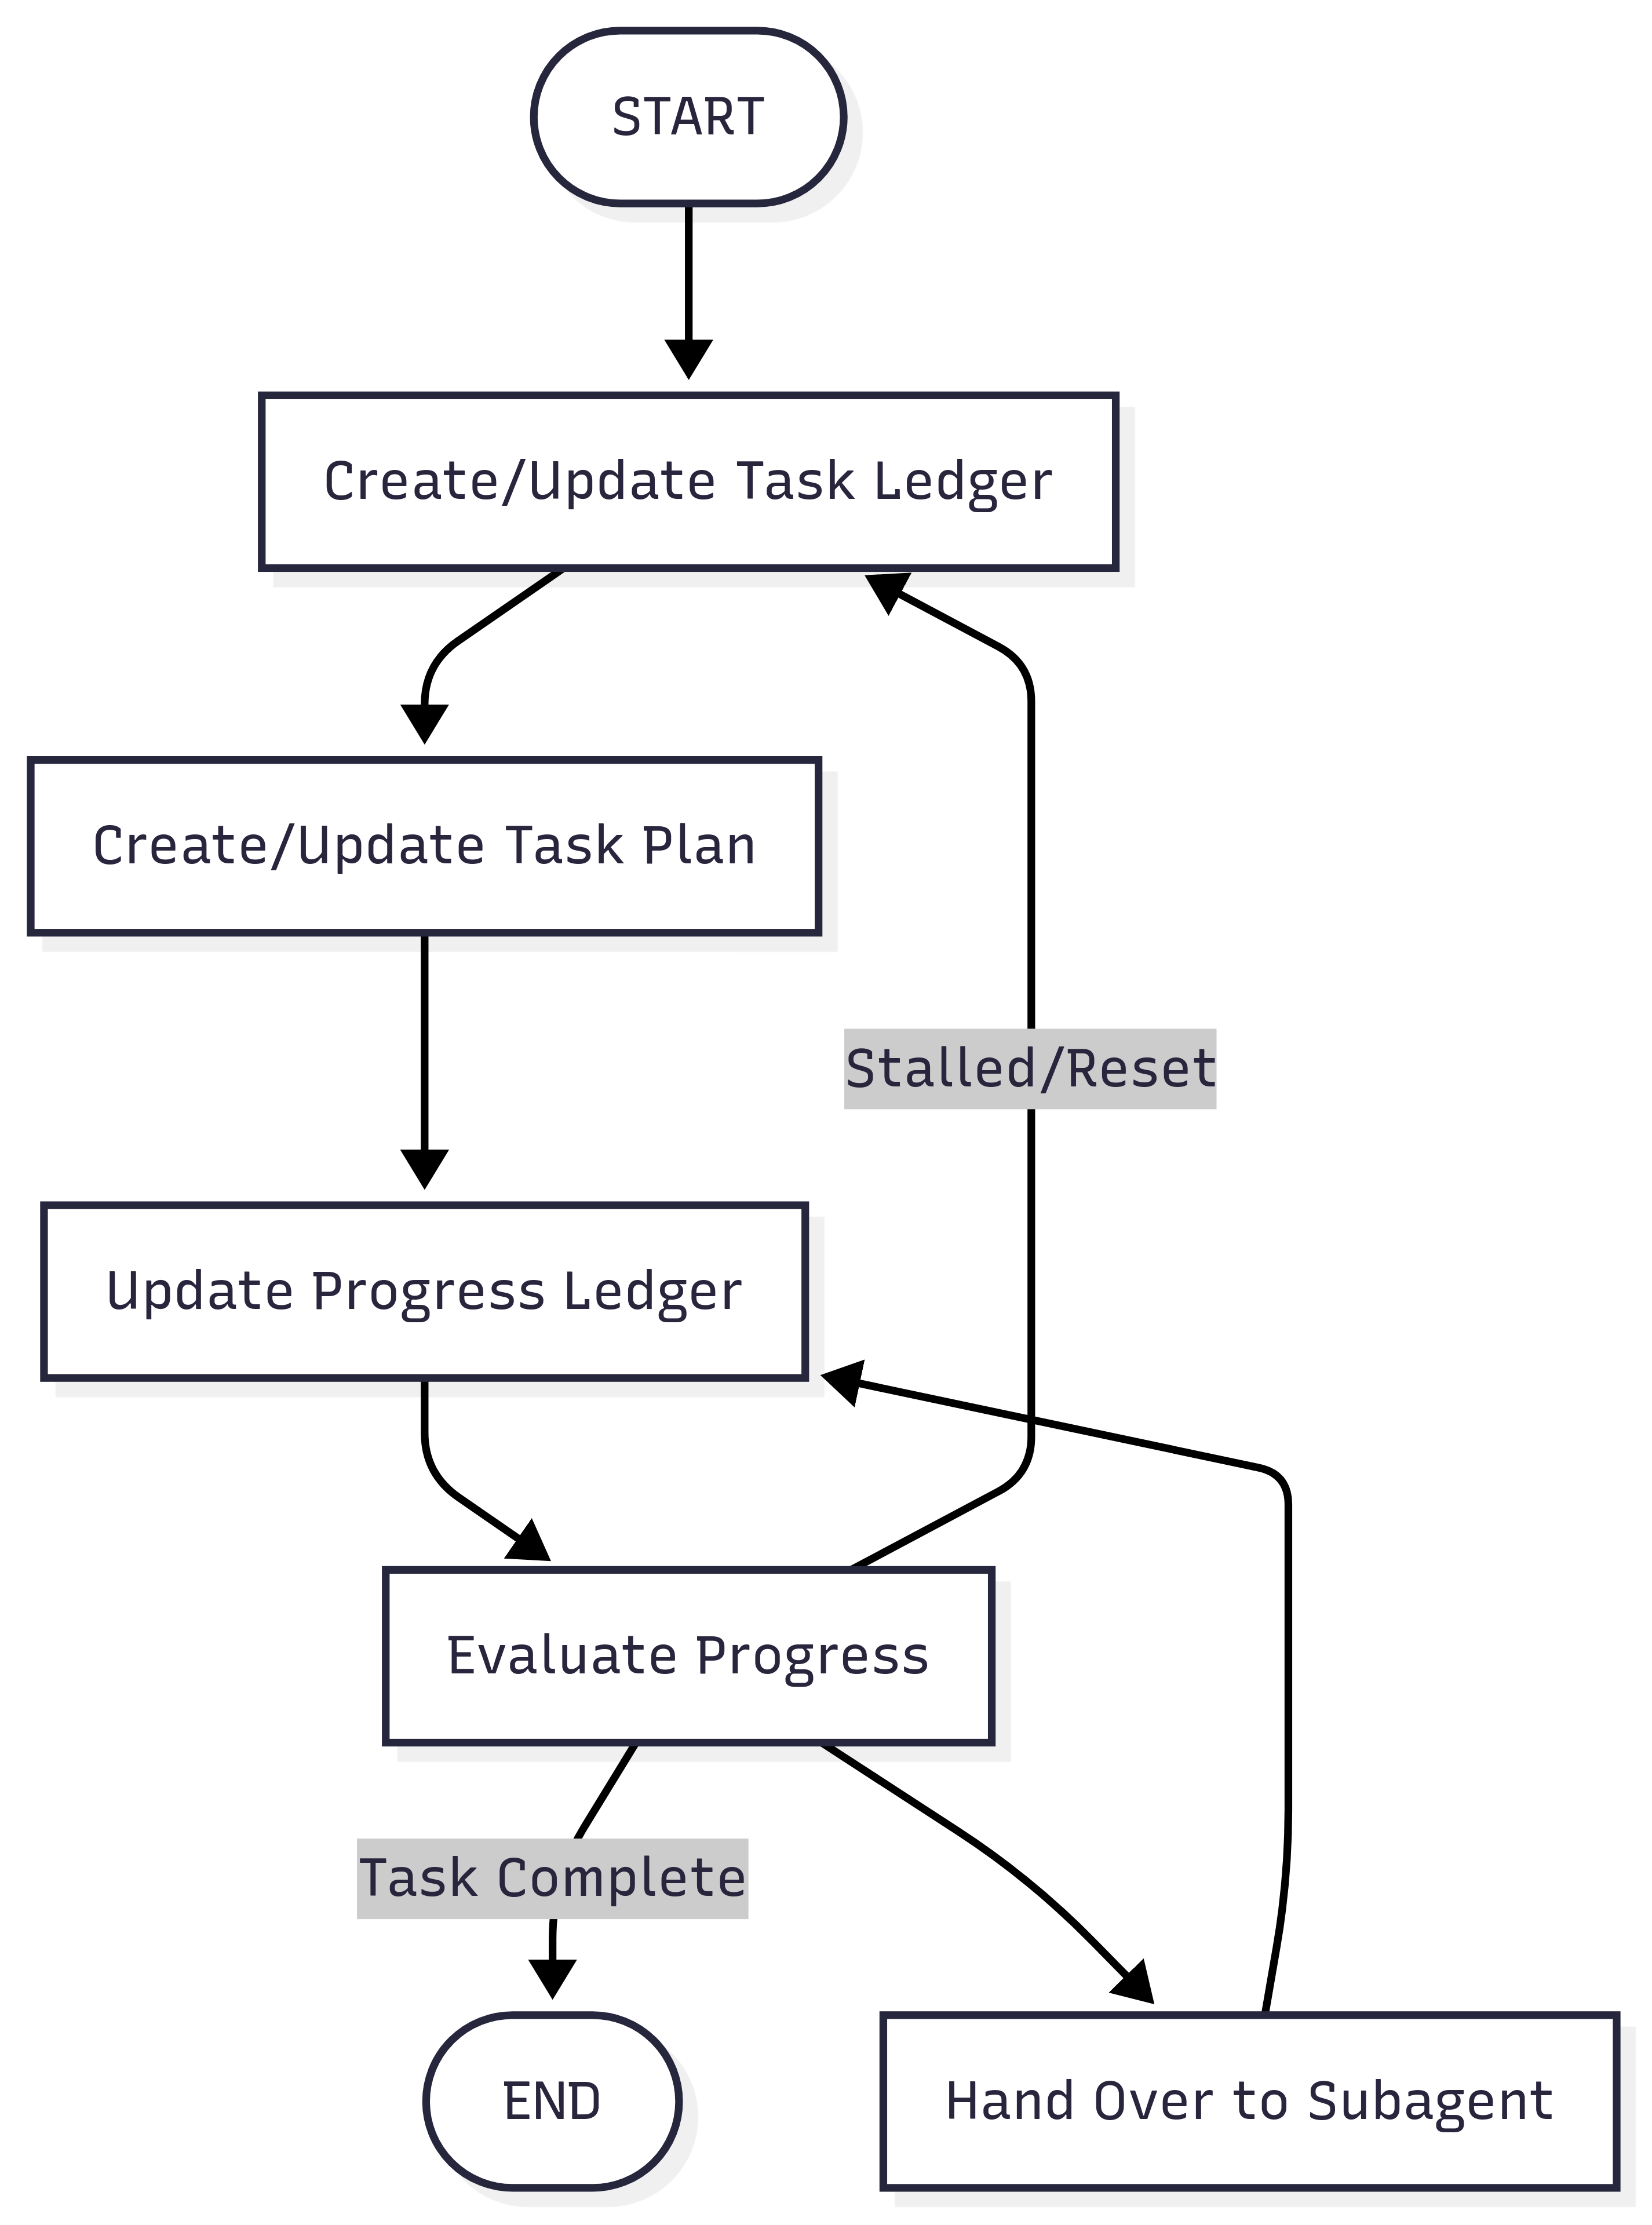 START
Create/Update Task Ledger
Create/Update Task Plan
Stalled/Reset
Update Progress Ledger
Evaluate Progress
Task Complete
END
Hand Over to Subagent